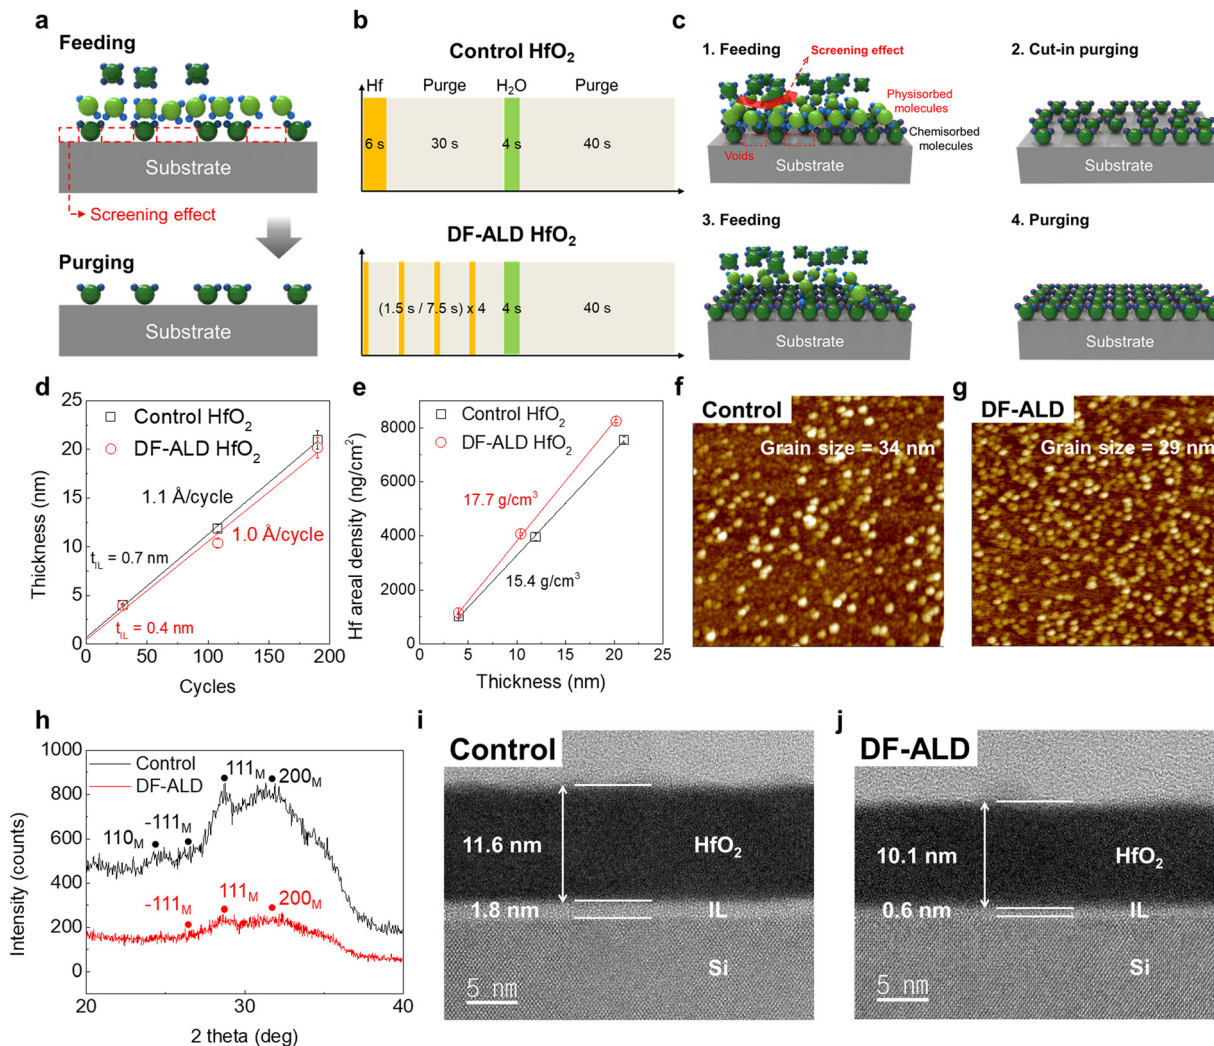 a
Feeding
Substrate
Screening effect
Purging
Substrate
b
Control HfO₂
Hf
Purge
H₂O
Purge
6 s
30 s
4 s
40 s
DF-ALD HfO₂
(1.5 s / 7.5 s) x 4
4 s
40 s
c
1. Feeding
Screening effect
Physisorbed
molecules
Chemisorbed
molecules
Voids
Substrate
2. Cut-in purging
Substrate
3. Feeding
Substrate
4. Purging
Substrate
d
25
20
15
10
5
0
Thickness (nm)
Control HfO₂
DF-ALD HfO₂
1.1 Å/cycle
1.0 Å/cycle
t_IL = 0.7 nm
t_IL = 0.4 nm
0 50 100 150 200
Cycles
e
8000
6000
4000
2000
0
Hf areal density (ng/cm²)
Control HfO₂
DF-ALD HfO₂
17.7 g/cm³
15.4 g/cm³
0 5 10 15 20 25
Thickness (nm)
f
Control
Grain size = 34 nm
g
DF-ALD
Grain size = 29 nm
h
1000
800
600
400
200
0
Intensity (counts)
Control
DF-ALD
110M
-111M
111M
200M
-111M
111M
200M
20 30 40
2 theta (deg)
i
Control
11.6 nm
HfO₂
1.8 nm
IL
Si
5 nm
j
DF-ALD
10.1 nm
HfO₂
0.6 nm
IL
Si
5 nm